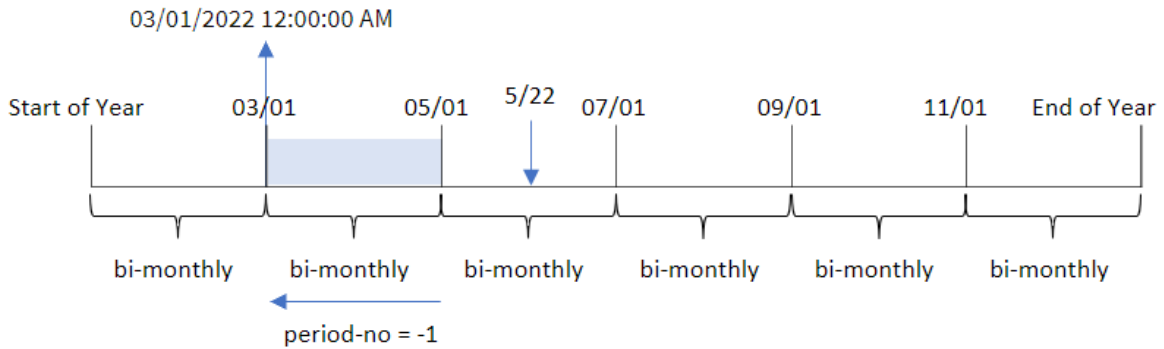 03/01/2022 12:00:00 AM
Start of Year 03/01 05/01 5/22 07/01 09/01 11/01 End of Year
bi-monthly bi-monthly bi-monthly bi-monthly bi-monthly bi-monthly
period-no = -1